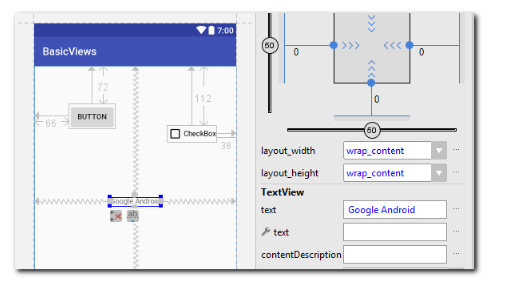 7:00
BasicViews
72
112
BUTTON
CheckBox
66
38
Google Android
50
0
0
0
50
layout_width
wrap_content
layout_height
wrap_content
TextView
text
Google Android
text
contentDescription